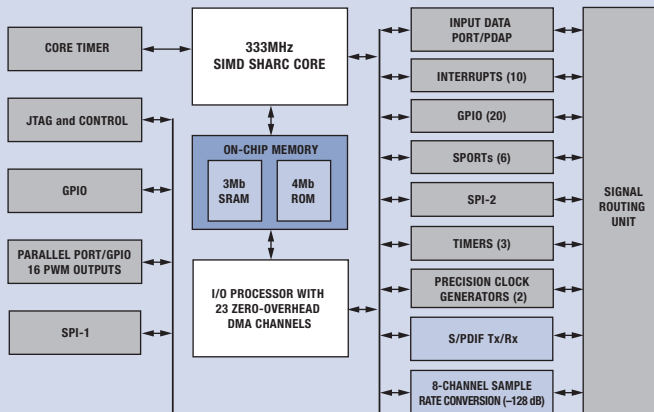 CORE TIMER
JTAG and CONTROL
GPIO
PARALLEL PORT/GPIO
16 PWM OUTPUTS
SPI-1
333MHz
SIMD SHARC CORE
ON-CHIP MEMORY
3Mb
SRAM
4Mb
ROM
I/O PROCESSOR WITH
23 ZERO-OVERHEAD
DMA CHANNELS
INPUT DATA
PORT/PDAP
INTERRUPTS (10)
GPIO (20)
SPORTs (6)
SPI-2
TIMERS (3)
PRECISION CLOCK
GENERATORS (2)
S/PDIF Tx/Rx
8-CHANNEL SAMPLE
RATE CONVERSION (–128 dB)
SIGNAL
ROUTING
UNIT